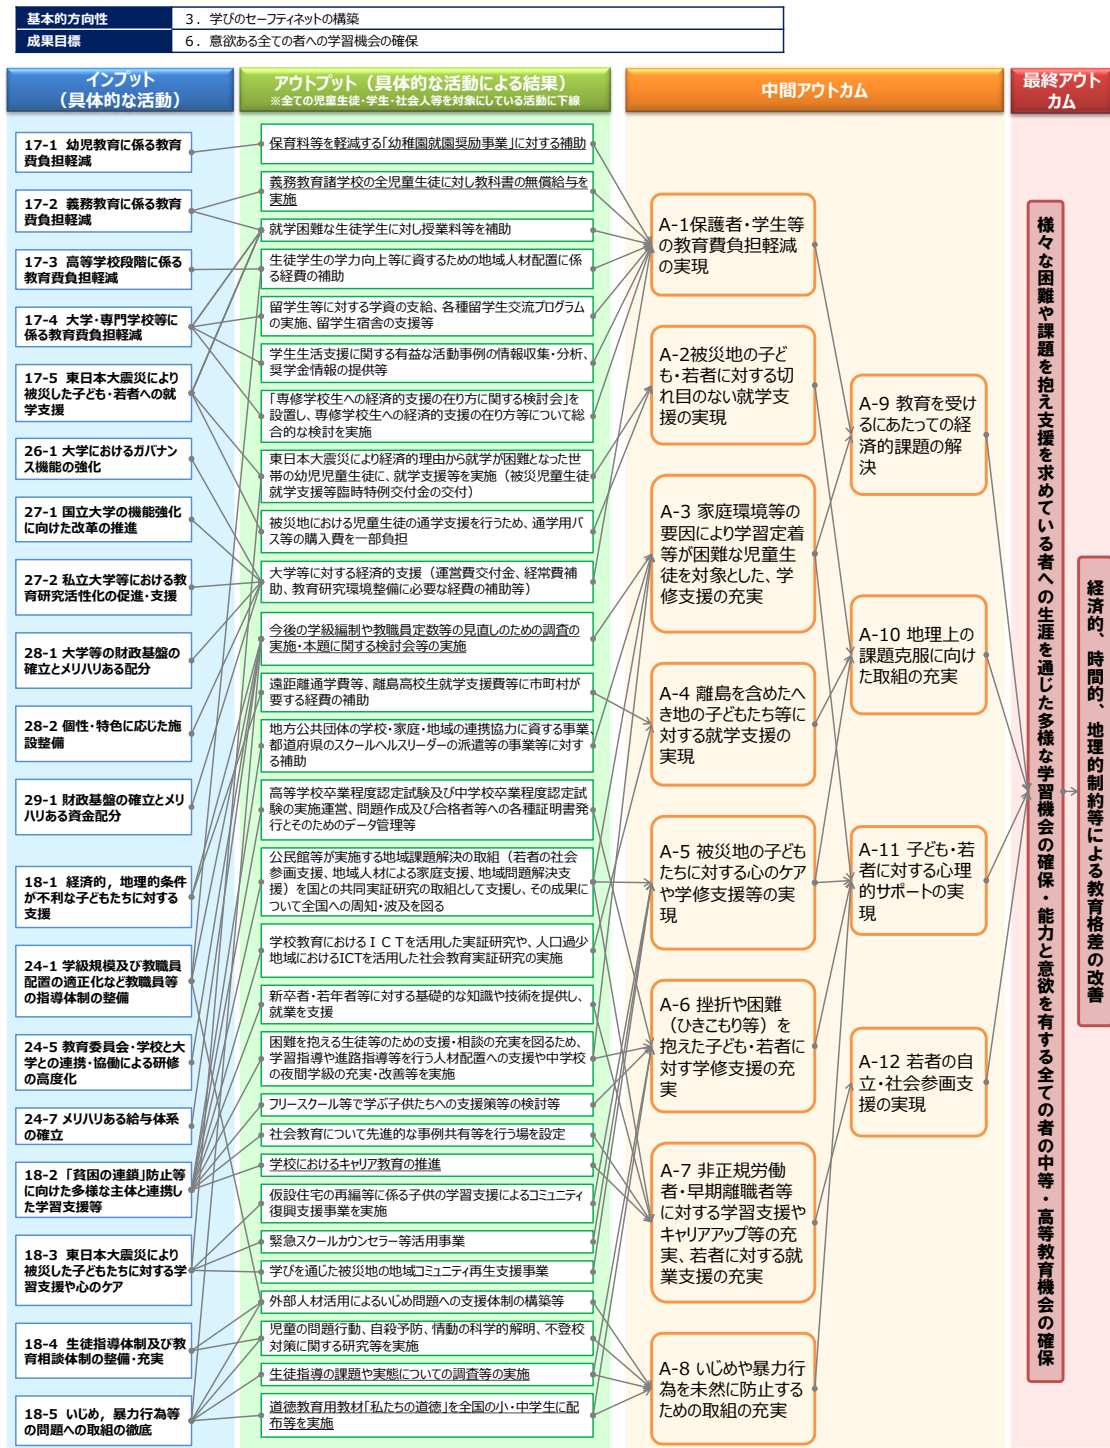 基本的方向性
3．学びのセーフティネットの構築
成果目標
6．意欲ある全ての者への学習機会の確保
インプット
（具体的な活動）
アウトプット（具体的な活動による結果）
※全ての児童生徒・学生・社会人等を対象にしている活動に下線
中間アウトカム
最終アウト
カム
17-1 幼児教育に係る教育
費負担軽減
17-2 義務教育に係る教育
費負担軽減
17-3 高等学校段階に係る
教育費負担軽減
17-4 大学・専門学校等に
係る教育費負担軽減
17-5 東日本大震災により
被災した子ども・若者への就
学支援
26-1 大学におけるガバナン
ス機能の強化
27-1 国立大学の機能強化
に向けた改革の推進
27-2 私立大学等における教
育研究活性化の促進・支援
28-1 大学等の財政基盤の
確立とメリハリある配分
28-2 個性・特色に応じた施
設整備
29-1 財政基盤の確立とメリ
ハリある資金配分
18-1 経済的，地理的条件
が不利な子どもたちに対する
支援
24-1 学級規模及び教職員
配置の適正化など教職員等
の指導体制の整備
24-5 教育委員会・学校と大
学との連携・協働による研修
の高度化
24-7 メリハリある給与体系
の確立
18-2 「貧困の連鎖」防止等
に向けた多様な主体と連携し
た学習支援等
18-3 東日本大震災により
被災した子どもたちに対する学
習支援や心のケア
18-4 生徒指導体制及び教
育相談体制の整備・充実
18-5 いじめ，暴力行為等
の問題への取組の徹底
保育料等を軽減する「幼稚園就園奨励事業」に対する補助
義務教育諸学校の全児童生徒に対し教科書の無償給与を
実施
就学困難な生徒学生に対し授業料等を補助
生徒学生の学力向上等に資するための地域人材配置に係
る経費の補助
留学生等に対する学資の支給、各種留学生交流プログラム
の実施、留学生宿舎の支援等
学生生活支援に関する有益な活動事例の情報収集・分析、
奨学金情報の提供等
「専修学校生への経済的支援の在り方に関する検討会」を
設置し、専修学校生への経済的支援の在り方等について総
合的な検討を実施
東日本大震災により経済的理由から就学が困難となった世
帯の幼児児童生徒に、就学支援等を実施（被災児童生徒
就学支援等臨時特例交付金の交付）
被災地における児童生徒の通学支援を行うため、通学用バ
ス等の購入費を一部負担
大学等に対する経済的支援（運営費交付金、経常費補
助、教育研究環境整備に必要な経費の補助等）
今後の学級編制や教職員定数等の見直しのための調査の
実施・本題に関する検討会等の実施
遠距離通学費等、離島高校生就学支援費等に市町村が
要する経費の補助
地方公共団体の学校・家庭・地域の連携協力に資する事業、
都道府県のスクールヘルスリーダーの派遣等の事業等に対す
る補助
高等学校卒業程度認定試験及び中学校卒業程度認定試
験の実施運営、問題作成及び合格者等への各種証明書発
行とそのためのデータ管理等
公民館等が実施する地域課題解決の取組（若者の社会
参画支援、地域人材による家庭支援、地域問題解決支
援）を国との共同実証研究の取組として支援し、その成果に
ついて全国への周知・波及を図る
学校教育におけるＩＣＴを活用した実証研究や、人口過少
地域におけるICTを活用した社会教育実証研究の実施
新卒者・若年者等に対する基礎的な知識や技術を提供し、
就業を支援
困難を抱える生徒等のための支援・相談の充実を図るため、
学習指導や進路指導等を行う人材配置への支援や中学校
の夜間学級の充実・改善等を実施
フリースクール等で学ぶ子供たちへの支援策等の検討等
社会教育について先進的な事例共有等を行う場を設定
学校におけるキャリア教育の推進
仮設住宅の再編等に係る子供の学習支援によるコミュニティ
復興支援事業を実施
緊急スクールカウンセラー等活用事業
学びを通じた被災地の地域コミュニティ再生支援事業
外部人材活用によるいじめ問題への支援体制の構築等
児童の問題行動、自殺予防、情動の科学的解明、不登校
対策に関する研究等を実施
生徒指導の課題や実態についての調査等の実施
道徳教育用教材「私たちの道徳」を全国の小・中学生に配
布等を実施
A-1保護者・学生等
の教育費負担軽減
の実現
A-2被災地の子ど
も・若者に対する切
れ目のない就学支
援の実現
A-3 家庭環境等の
要因により学習定着
等が困難な児童生
徒を対象とした、学
修支援の充実
A-4 離島を含めたへ
き地の子どもたち等に
対する就学支援の
実現
A-5 被災地の子ども
たちに対する心のケア
や学修支援等の実
現
A-6 挫折や困難
（ひきこもり等）を
抱えた子ども・若者に
対す学修支援の充
実
A-7 非正規労働
者・早期離職者等
に対する学習支援や
キャリアアップ等の充
実、若者に対する就
業支援の充実
A-8 いじめや暴力行
為を未然に防止する
ための取組の充実
A-9 教育を受け
るにあたっての経
済的課題の解
決
A-10 地理上の
課題克服に向け
た取組の充実
A-11 子ども・若
者に対する心理
的サポートの実
現
A-12 若者の自
立・社会参画支
援の実現
様々な困難や課題を抱え支援を求めている者への生涯を通じた多様な学習機会の確保・能力と意欲を有する全ての者の中等・高等教育機会の確保
経済的、時間的、地理的制約等による教育格差の改善